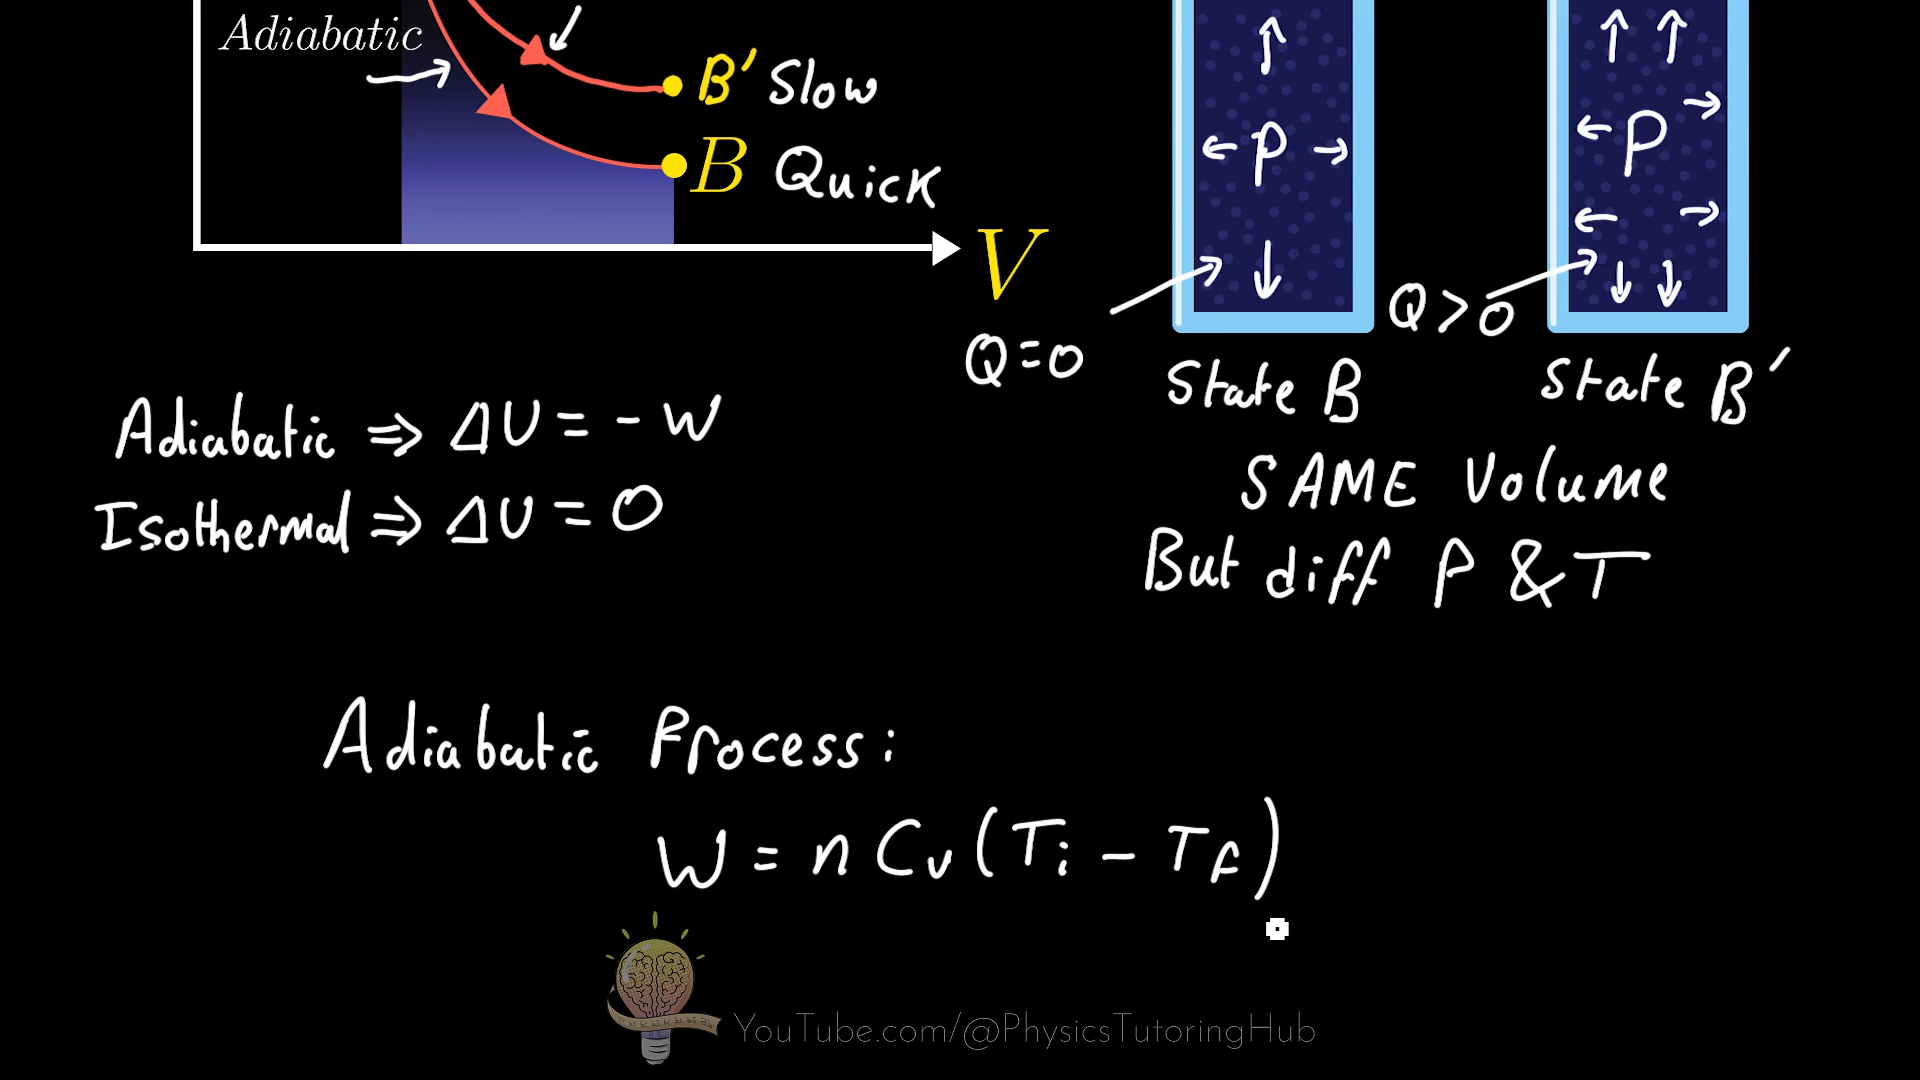 Adiabatic
B' Slow
B Quick
V
P
P
Q = 0
Q > 0
State B
State B'
Adiabatic ⇒ ΔU = - W
Isothermal ⇒ ΔU = 0
SAME Volume
But diff P & T
Adiabatic Process:
W = n Cv (Ti - Tf)
YouTube.com/@PhysicsTutoringHub